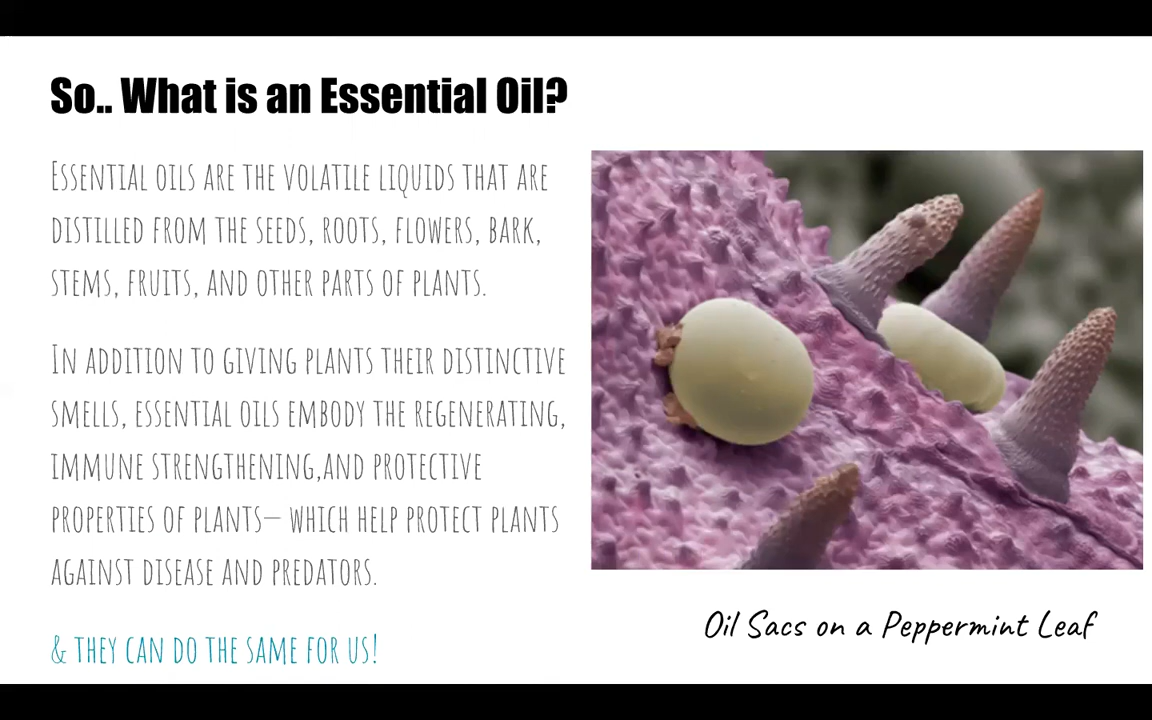 So.. What is an Essential Oil?
Essential oils are the volatile liquids that are
distilled from the seeds, roots, flowers, bark,
stems, fruits, and other parts of plants.
In addition to giving plants their distinctive
smells, essential oils embody the regenerating,
immune strengthening,and protective
properties of plants– which help protect plants
against disease and predators.
& they can do the same for us!
Oil Sacs on a Peppermint Leaf